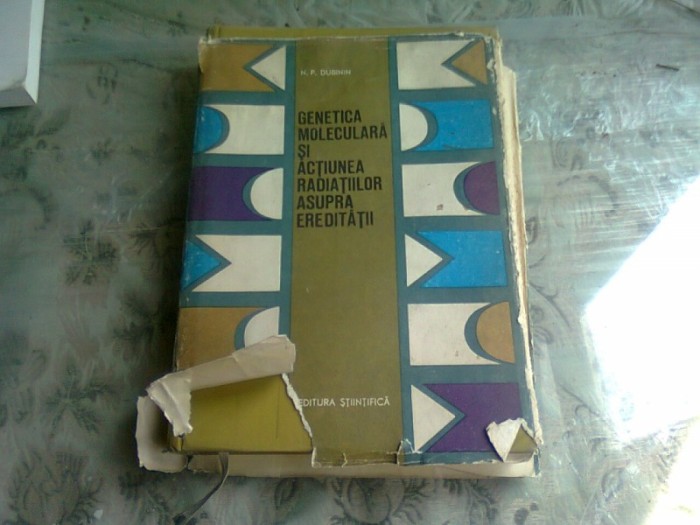 N. P. DUBININ
GENETICA
MOLECULARĂ
ȘI
ACȚIUNEA
RADIAȚIILOR
ASUPRA
EREDITĂȚII
EDITURA ȘTIINȚIFICĂ